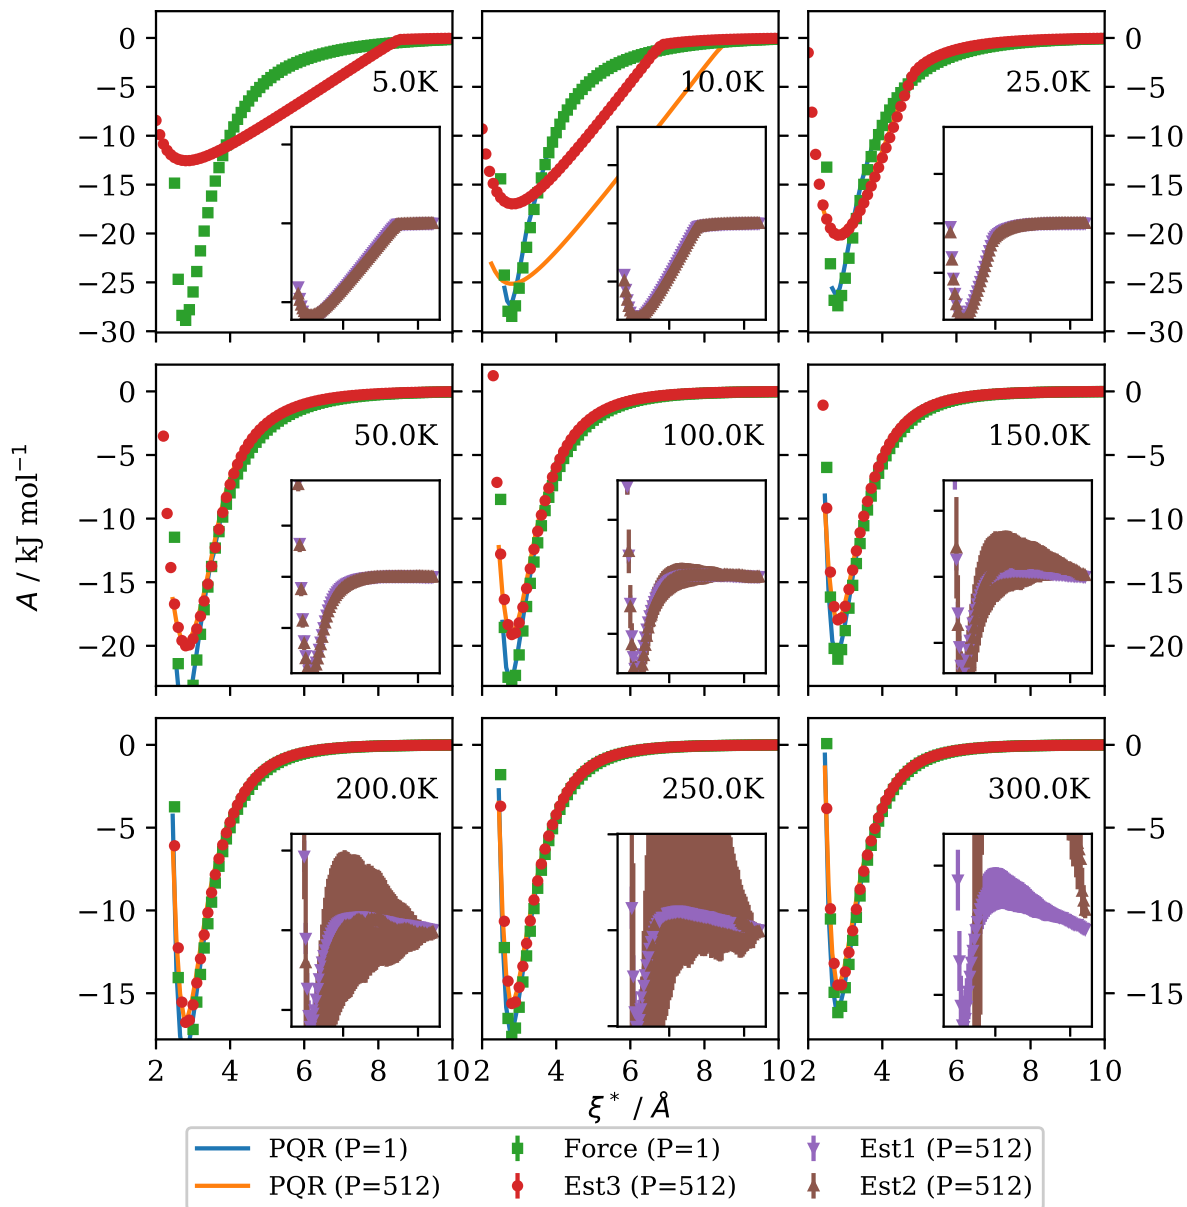 0
−5
−10
−15
−20
−25
−30
5.0K
10.0K
25.0K
0
−5
−10
−15
−20
−25
−30
0
−5
−10
−15
−20
50.0K
100.0K
150.0K
0
−5
−10
−15
−20
A / kJ mol⁻¹
0
−5
−10
−15
200.0K
250.0K
300.0K
0
−5
−10
−15
2 4 6 8 10 2 4 6 8 10 2 4 6 8 10
ξ* / Å
PQR (P=1) Force (P=1) Est1 (P=512)
PQR (P=512) Est3 (P=512) Est2 (P=512)